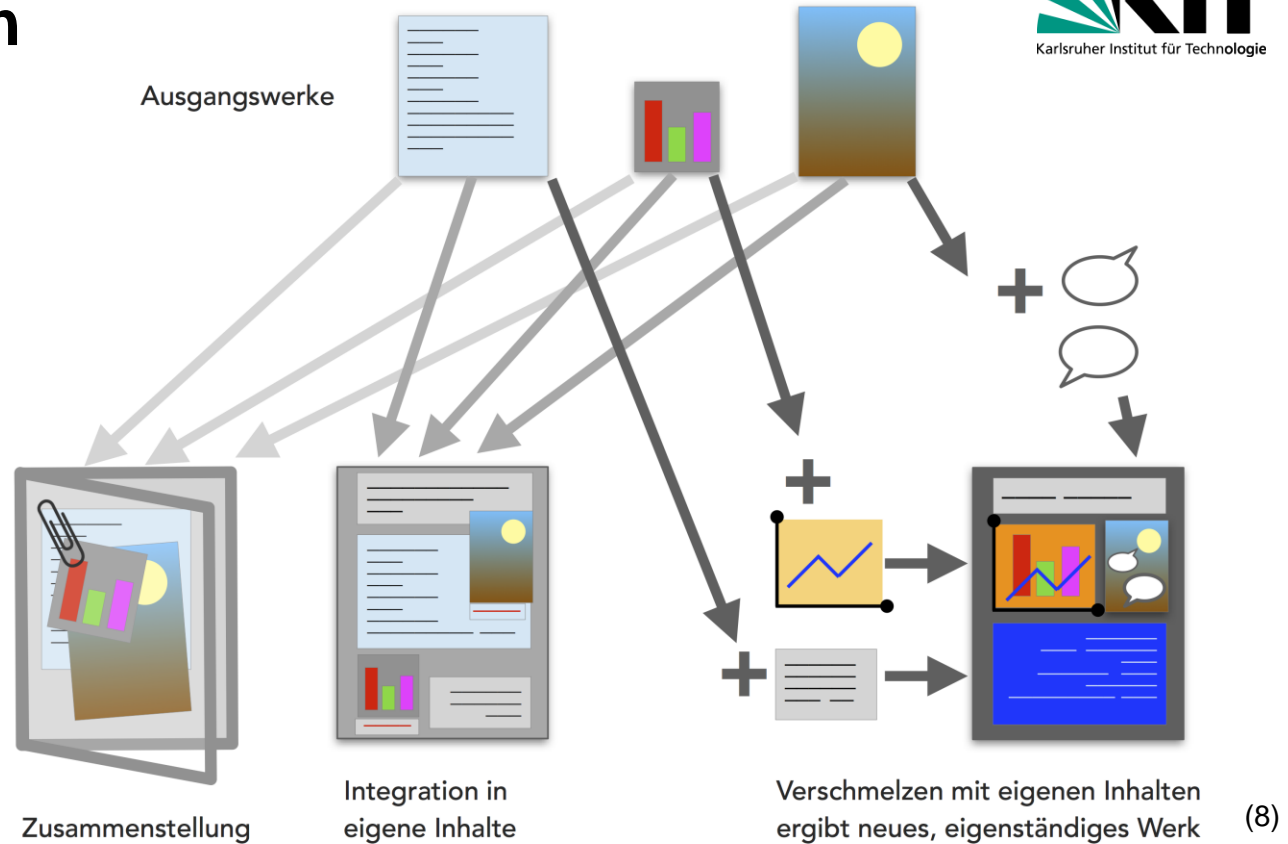 n
KIT
Karlsruher Institut für Technologie
Ausgangswerke
Zusammenstellung
Integration in
eigene Inhalte
Verschmelzen mit eigenen Inhalten
ergibt neues, eigenständiges Werk
(8)